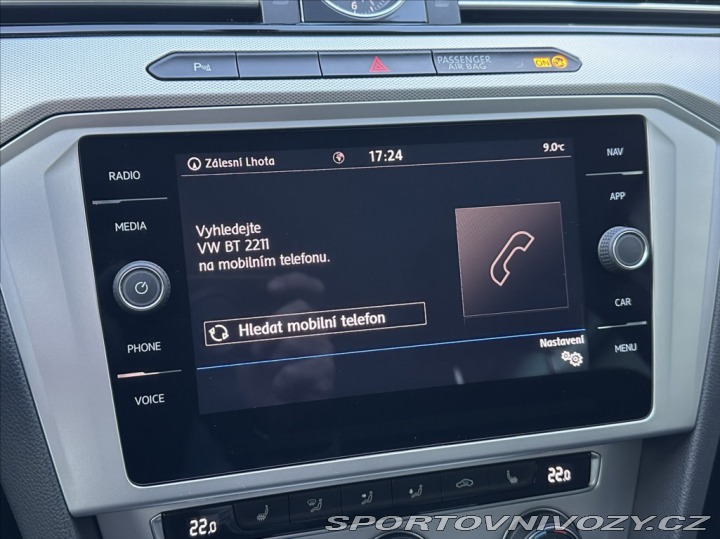 6
P
PASSENGER
AIR BAG
ON
RADIO
MEDIA
PHONE
VOICE
Zálesní Lhota
17:24
9.0°C
Vyhledejte
VW BT 2211
na mobilním telefonu.
Hledat mobilní telefon
Nastavení
NAV
APP
CAR
MENU
22.0
22.0
SPORTOVNIVOZY.CZ